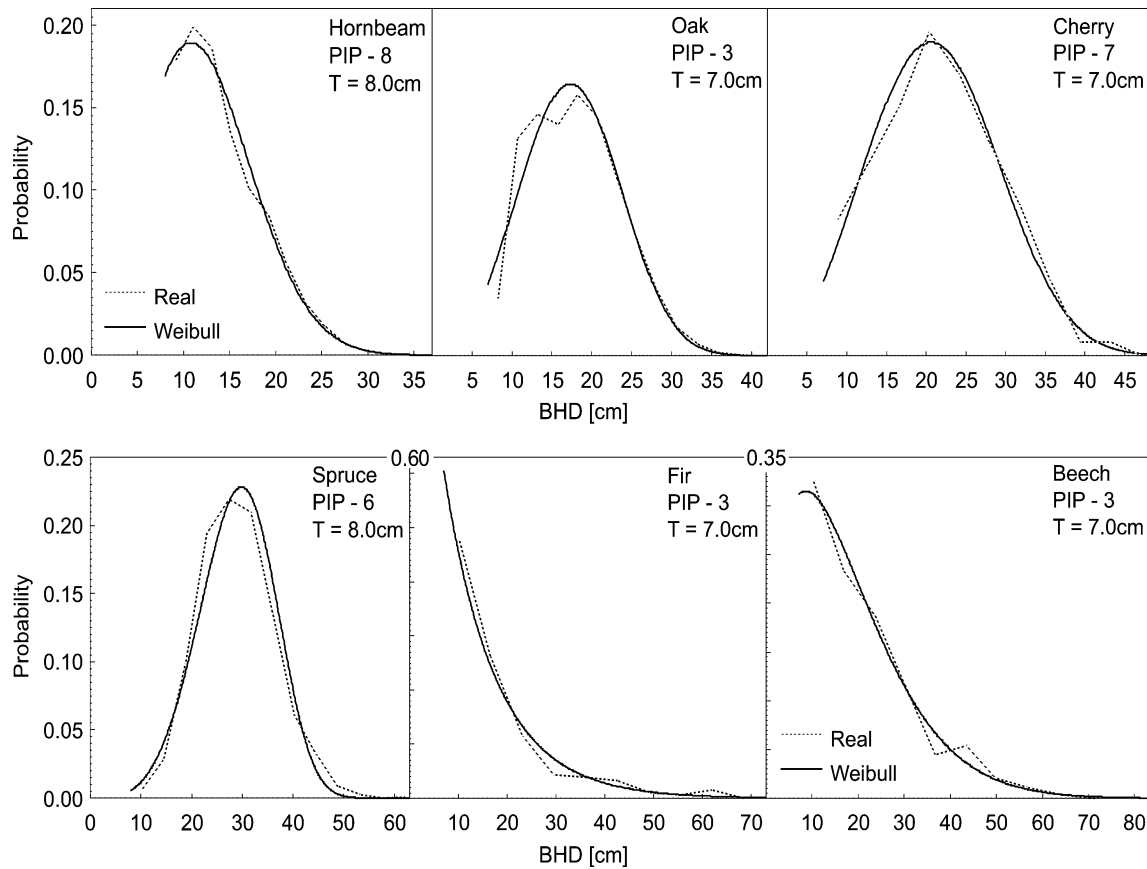 0.20
0.15
0.10
0.05
0.00
Probability
Hornbeam
PIP - 8
T = 8.0cm
Real
Weibull
Oak
PIP - 3
T = 7.0cm
Cherry
PIP - 7
T = 7.0cm
0 5 10 15 20 25 30 35 5 10 15 20 25 30 35 40 5 10 15 20 25 30 35 40 45
BHD [cm]
0.25
0.20
0.15
0.10
0.05
0.00
Probability
Spruce
PIP - 6
T = 8.0cm
0.60
Fir
PIP - 3
T = 7.0cm
0.35
Beech
PIP - 3
T = 7.0cm
Real
Weibull
0 10 20 30 40 50 60 10 20 30 40 50 60 70 10 20 30 40 50 60 70 80
BHD [cm]